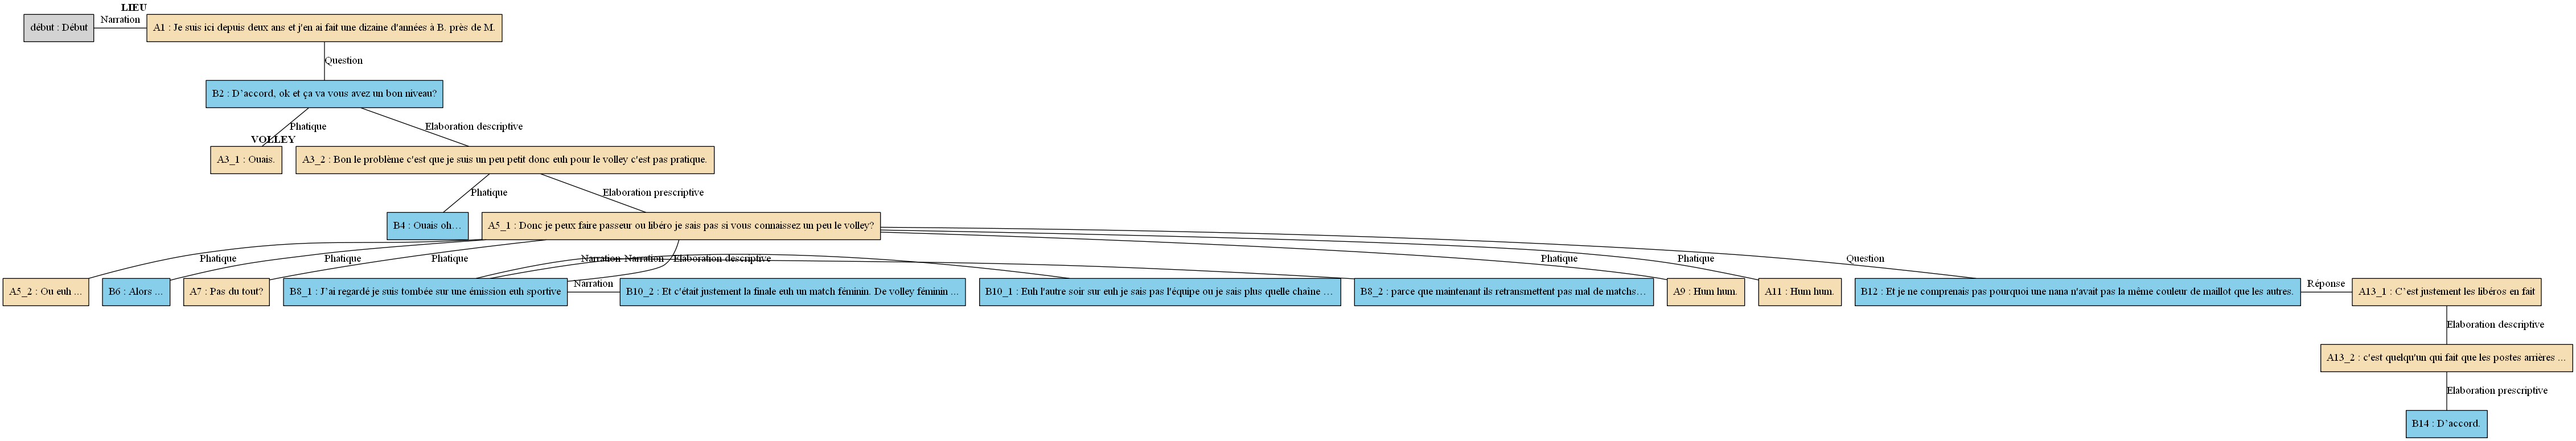 LIEU
Narration
début : Début
A1 : Je suis ici depuis deux ans et j'en ai fait une dizaine d'années à B. près de M.
Question
B2 : D’accord, ok et ça va vous avez un bon niveau?
Phatique
Elaboration descriptive
VOLLEY
A3_1 : Ouais.
A3_2 : Bon le problème c'est que je suis un peu petit donc euh pour le volley c'est pas pratique.
Phatique
Elaboration prescriptive
B4 : Ouais oh…
A5_1 : Donc je peux faire passeur ou libéro je sais pas si vous connaissez un peu le volley?
Phatique
Phatique
Phatique
Narration
Narration
Elaboration descriptive
Phatique
Phatique
Question
A5_2 : Ou euh ...
B6 : Alors ...
A7 : Pas du tout?
B8_1 : J’ai regardé je suis tombée sur une émission euh sportive
Narration
B10_2 : Et c'était justement la finale euh un match féminin. De volley féminin ...
B10_1 : Euh l'autre soir sur euh je sais pas l'équipe ou je sais plus quelle chaîne …
B8_2 : parce que maintenant ils retransmettent pas mal de matchs…
A9 : Hum hum.
A11 : Hum hum.
B12 : Et je ne comprenais pas pourquoi une nana n'avait pas la même couleur de maillot que les autres.
Réponse
A13_1 : C’est justement les libéros en fait
Elaboration descriptive
A13_2 : c'est quelqu'un qui fait que les postes arrières ...
Elaboration prescriptive
B14 : D’accord.